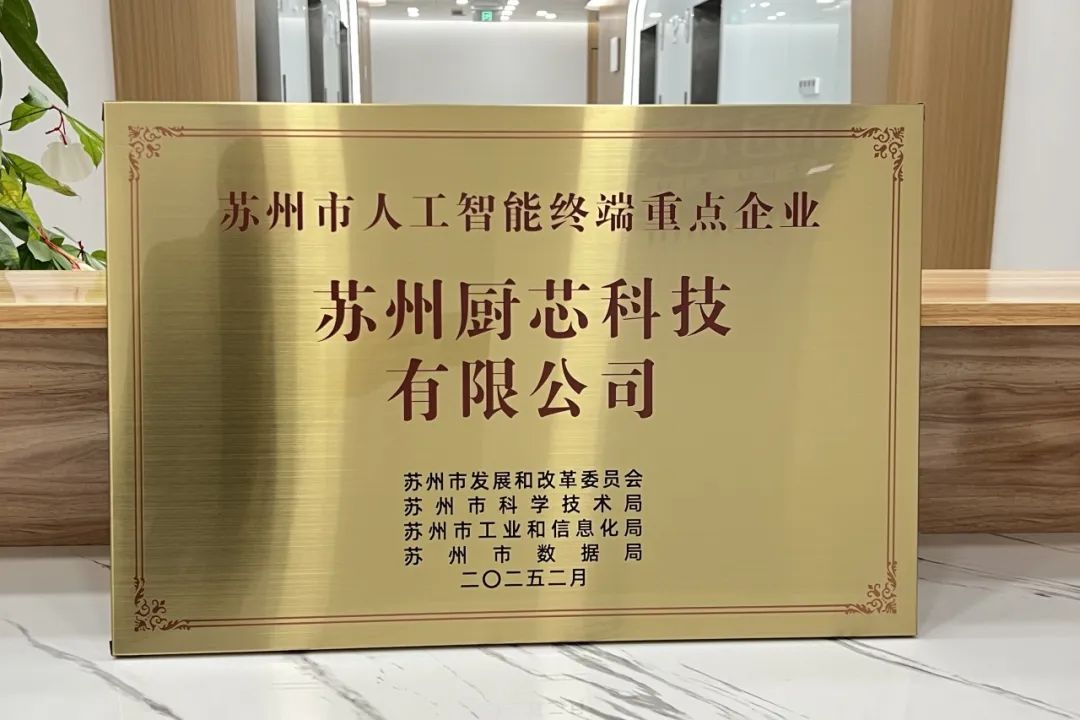 苏州市人工智能终端重点企业
苏州厨芯科技
有限公司
苏州市发展和改革委员会
苏州市科学技术局
苏州市工业和信息化局
苏州市数据局
二〇二五二月